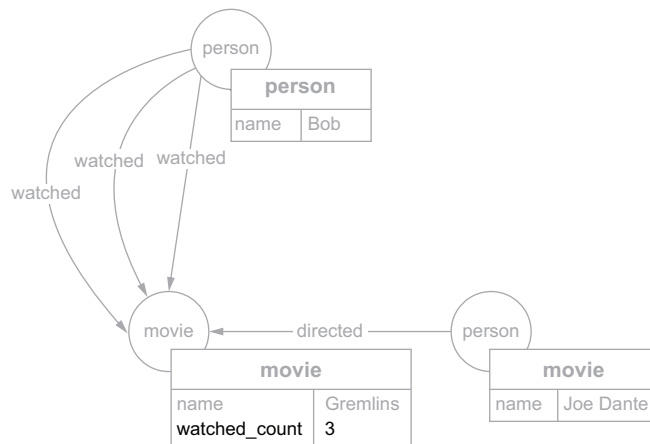 person
person
name Bob
watched
watched
watched
movie
directed
person
movie
name Gremlins
watched_count 3
movie
name Joe Dante